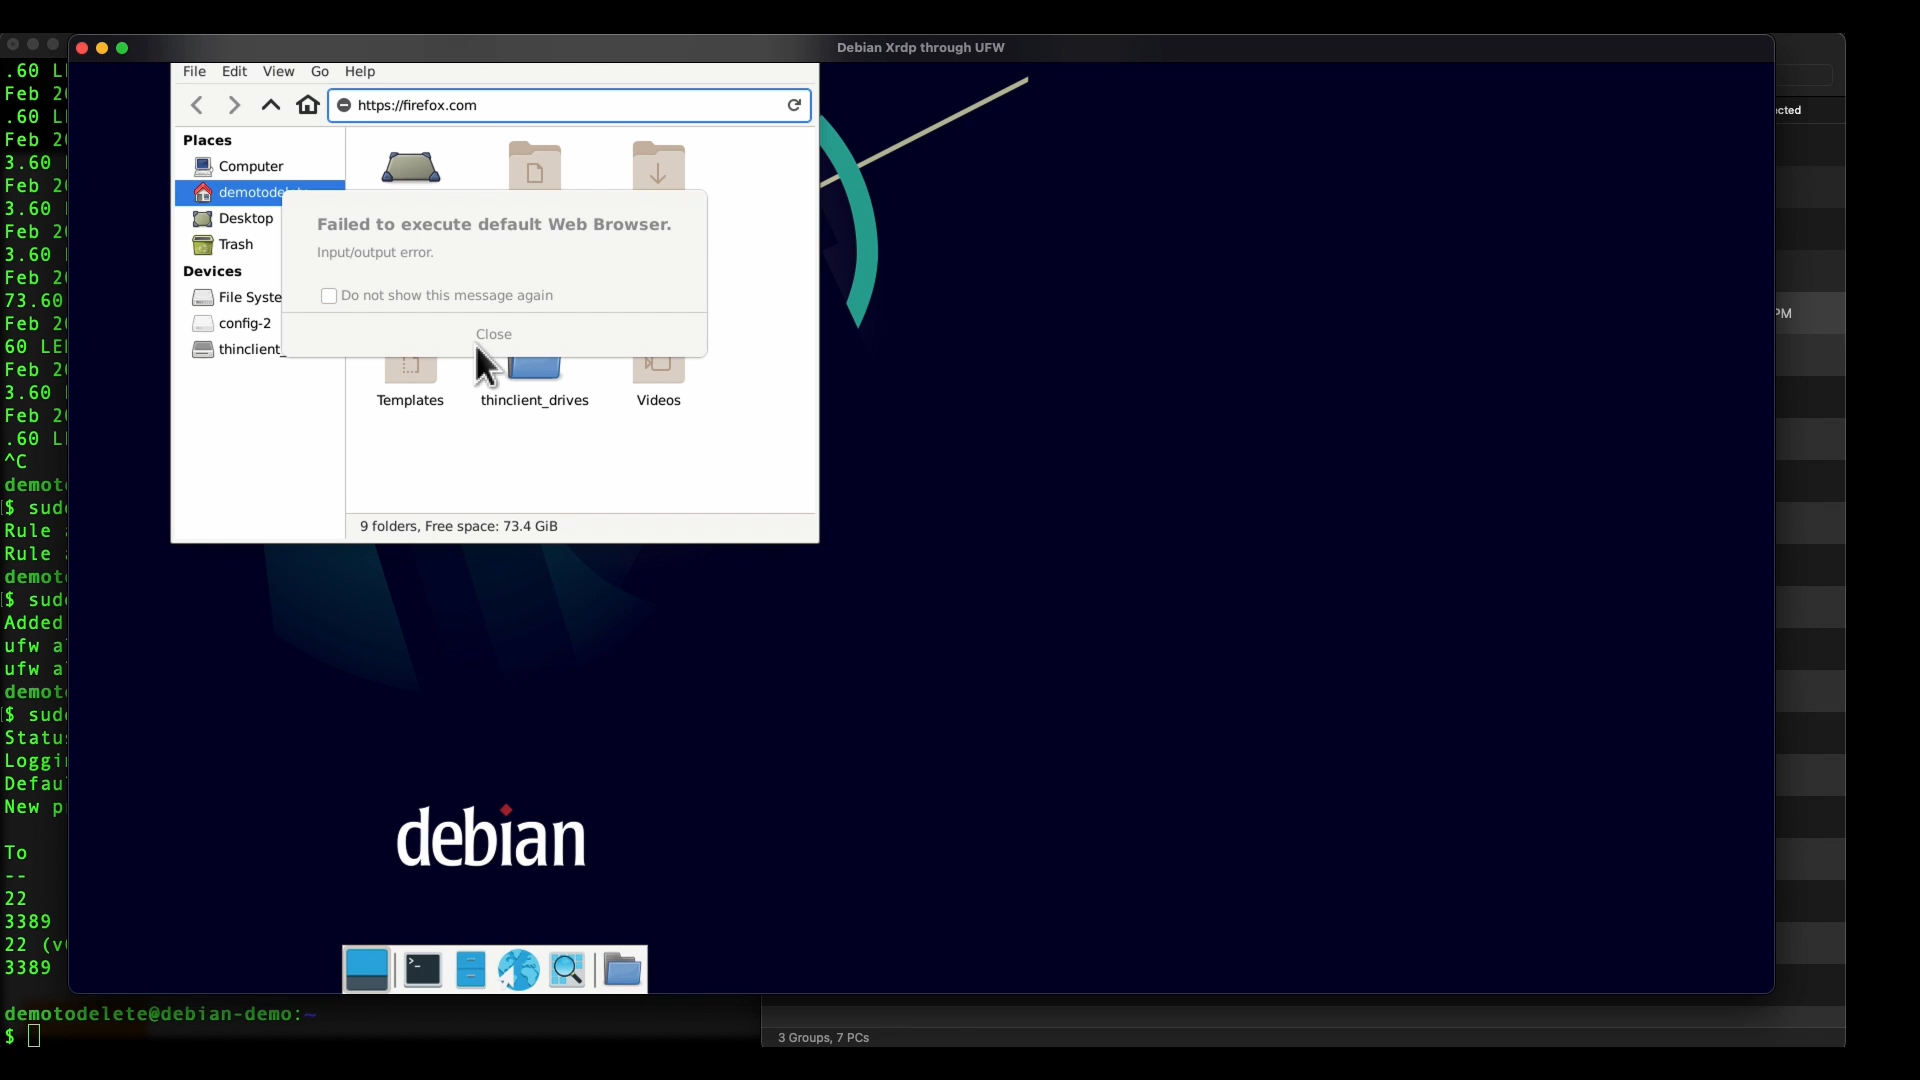 Debian Xrdp through UFW
File Edit View Go Help
https://firefox.com
Places
Computer
demotodelete
Desktop
Trash
Devices
File Syste
config-2
thinclient_
Failed to execute default Web Browser.
Input/output error.
Do not show this message again
Close
Templates
thinclient_drives
Videos
9 folders, Free space: 73.4 GiB
debian
.60 L
Feb 2
.60 L
Feb 2
3.60
Feb 2
3.60
Feb 2
3.60
Feb 2
73.60
Feb 2
60 LE
Feb 2
3.60
Feb 2
.60 L
^C
demot
$ sud
Rule
Rule
demot
$ sud
Added
ufw a
ufw a
demot
$ sud
Statu
Loggi
Defau
New p
To
--
22
3389
22 (v
3389
demotodelete@debian-demo:~
$
cted
PM
3 Groups, 7 PCs